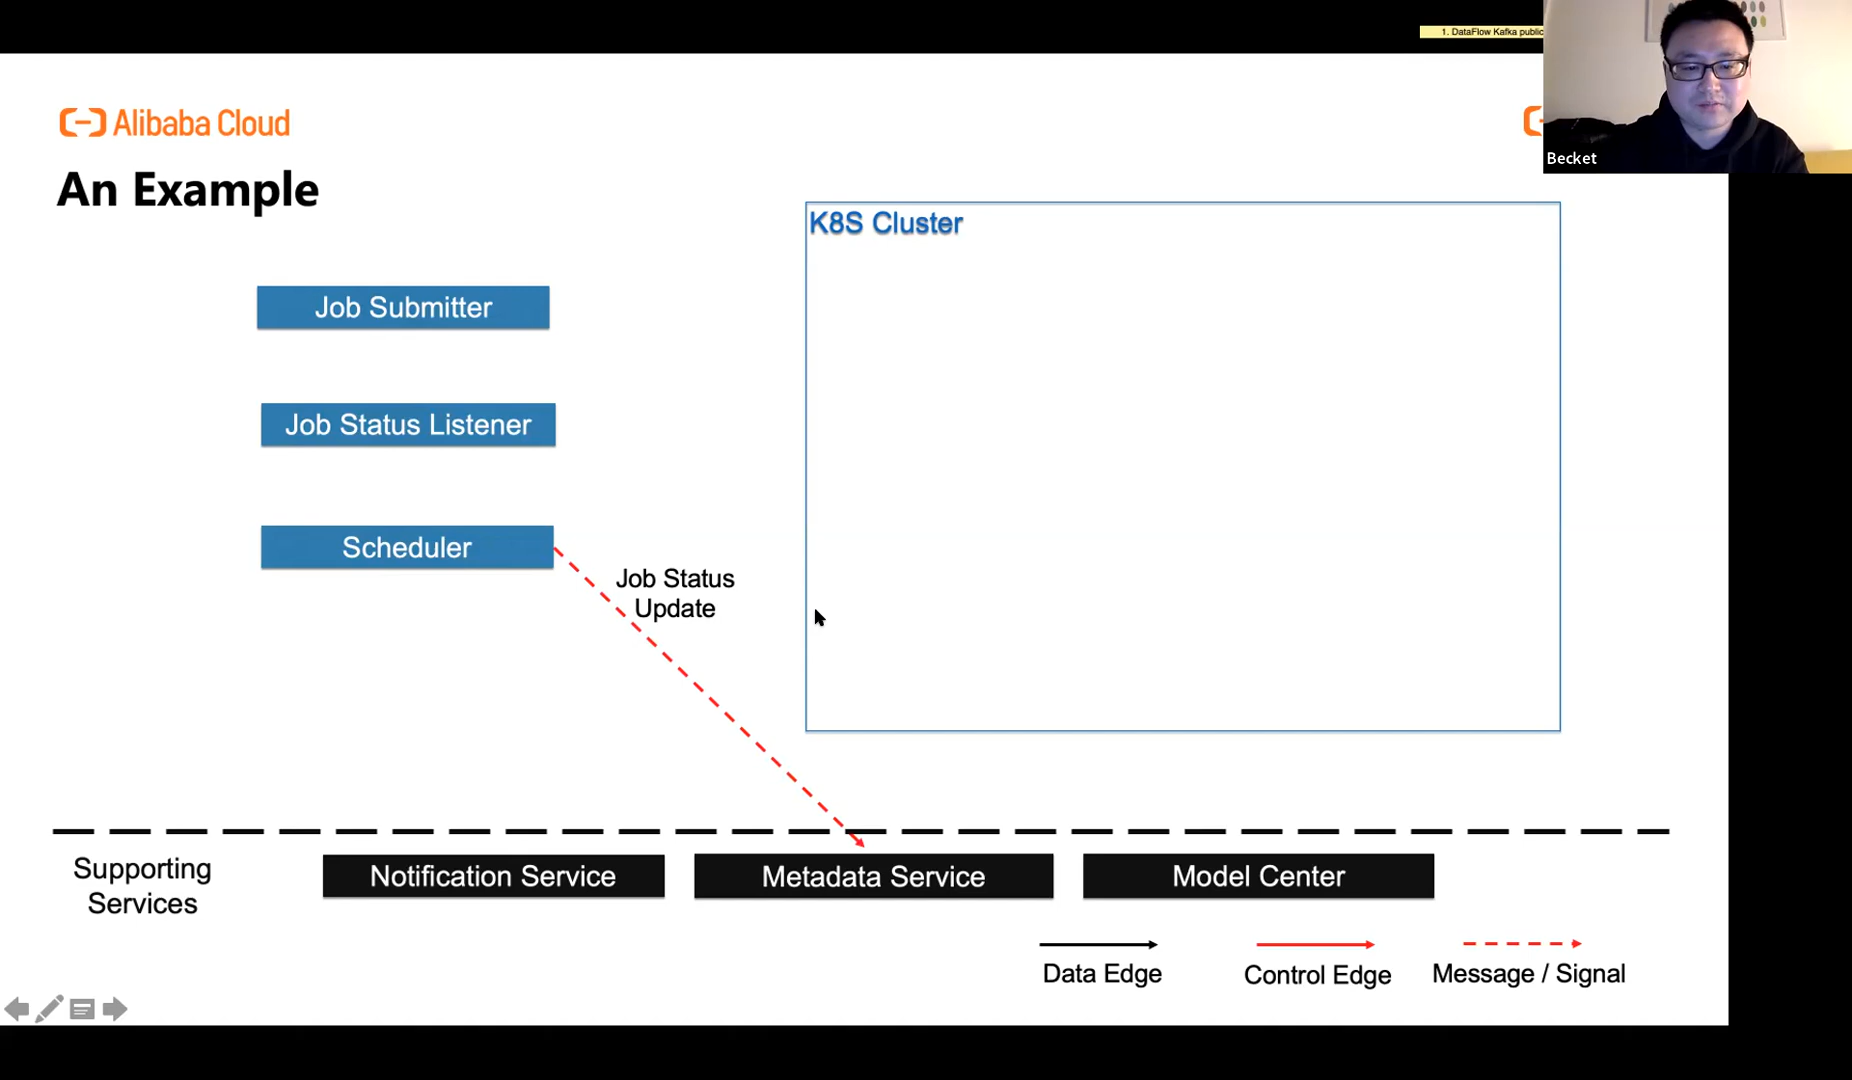 1. DataFlow Kafka public
Alibaba Cloud
Becket
An Example
K8S Cluster
Job Submitter
Job Status Listener
Scheduler
Job Status
Update
Supporting
Services
Notification Service
Metadata Service
Model Center
Data Edge
Control Edge
Message / Signal